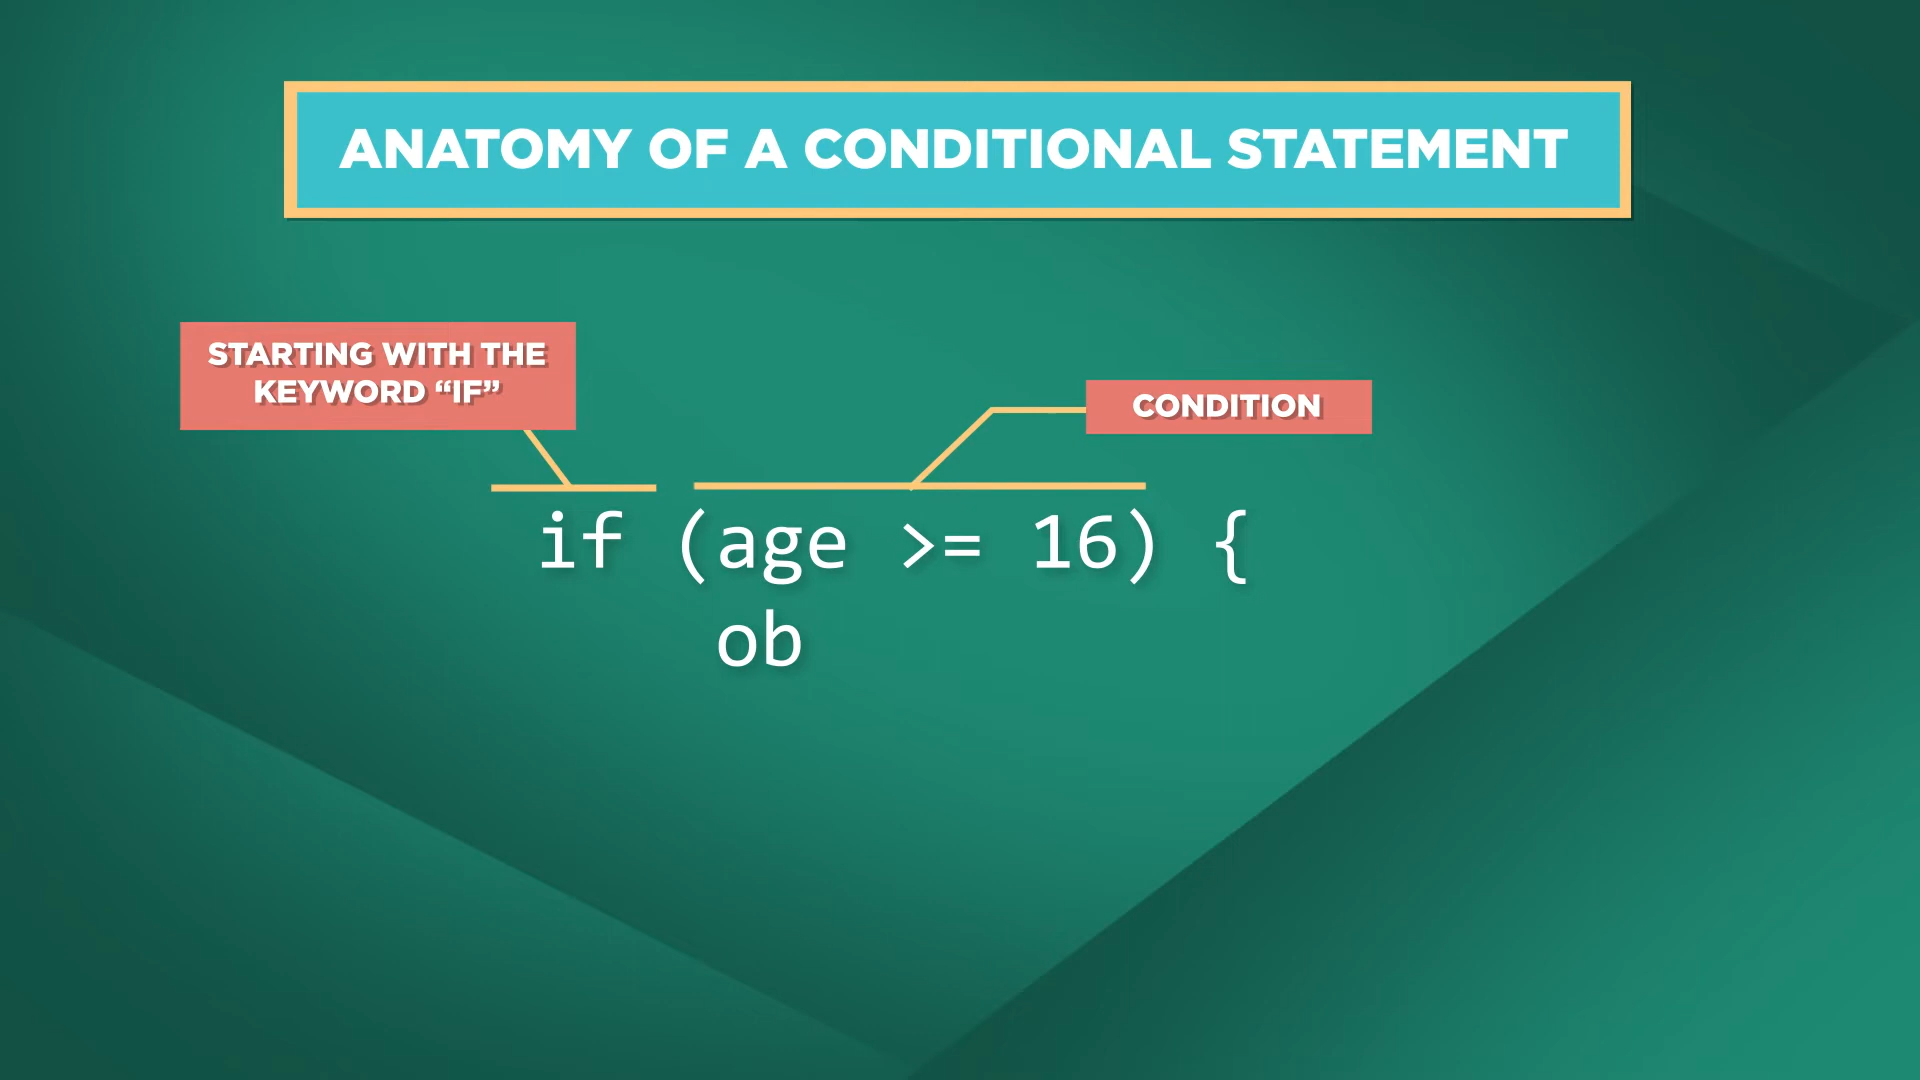 ANATOMY OF A CONDITIONAL STATEMENT
STARTING WITH THE
KEYWORD “IF”
CONDITION
if (age >= 16) {
ob